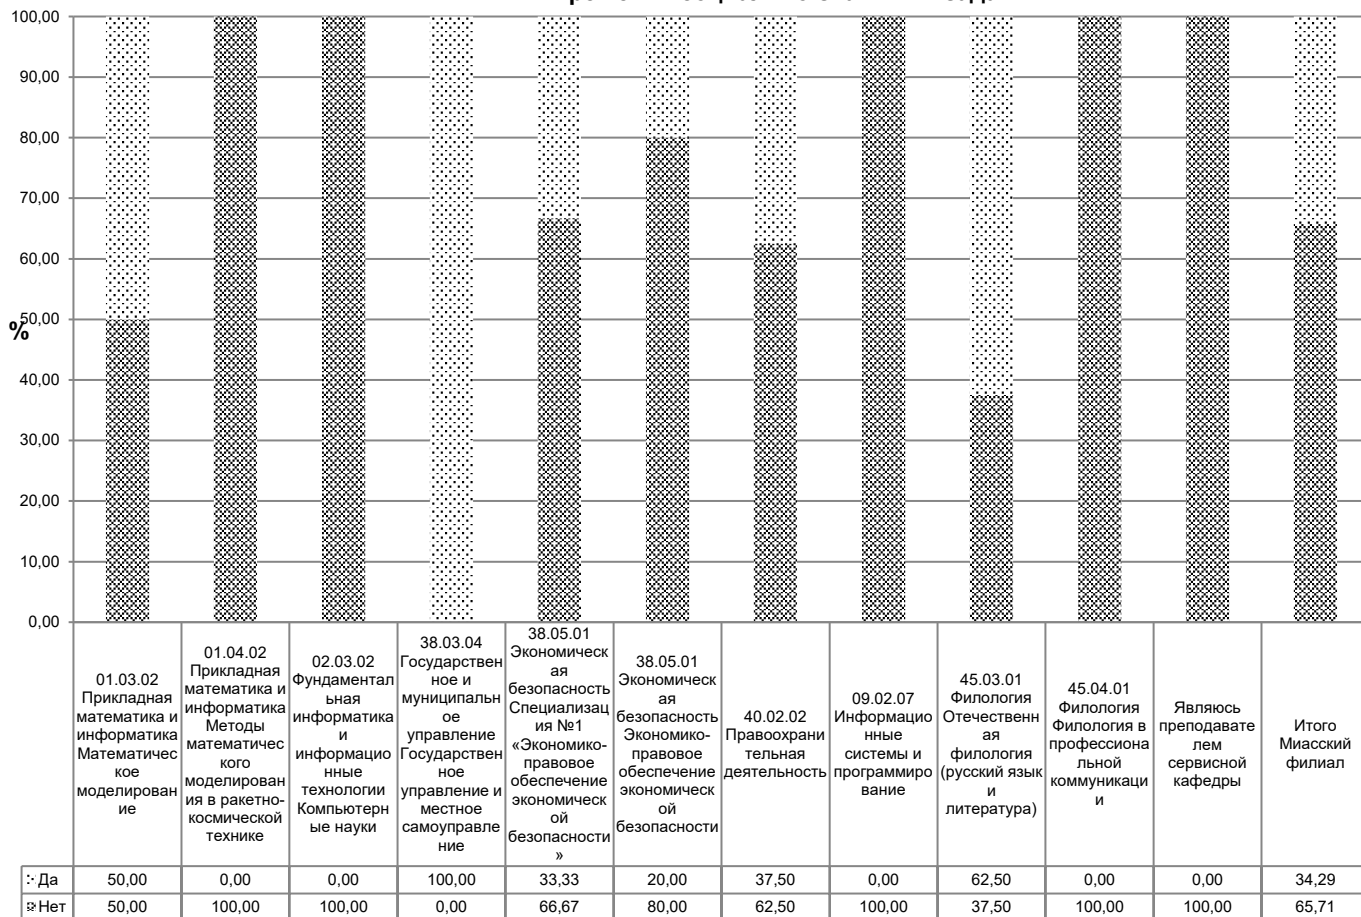 100,00
90,00
80,00
70,00
60,00
50,00
40,00
30,00
20,00
10,00
0,00
%
01.03.02
Прикладная
математика и
информатика
Математичес
кое
моделирован
ие
01.04.02
Прикладная
математика и
информатика
Методы
математичес
кого
моделирован
ия в ракетно-
космической
технике
02.03.02
Фундаментал
ьная
информатика
и
информацио
нные
технологии
Компьютерн
ые науки
38.03.04
Государствен
ное и
муниципальн
ое
управление
Государствен
ное
управление и
местное
самоуправле
ние
38.05.01
Экономическ
ая
безопасность
Специализац
ия №1
«Экономико-
правовое
обеспечение
экономическ
ой
безопасности
»
38.05.01
Экономическ
ая
безопасность
Экономико-
правовое
обеспечение
экономическ
ой
безопасности
40.02.02
Правоохрани
тельная
деятельность
09.02.07
Информацио
нные
системы и
программиро
вание
45.03.01
Филология
Отечественн
ая
филология
(русский язык
и
литература)
45.04.01
Филология
Филология в
профессиона
льной
коммуникаци
и
Являюсь
преподавате
лем
сервисной
кафедры
Итого
Миасский
филиал
Да 50,00 0,00 0,00 100,00 33,33 20,00 37,50 0,00 62,50 0,00 0,00 34,29
Нет 50,00 100,00 100,00 0,00 66,67 80,00 62,50 100,00 37,50 100,00 100,00 65,71